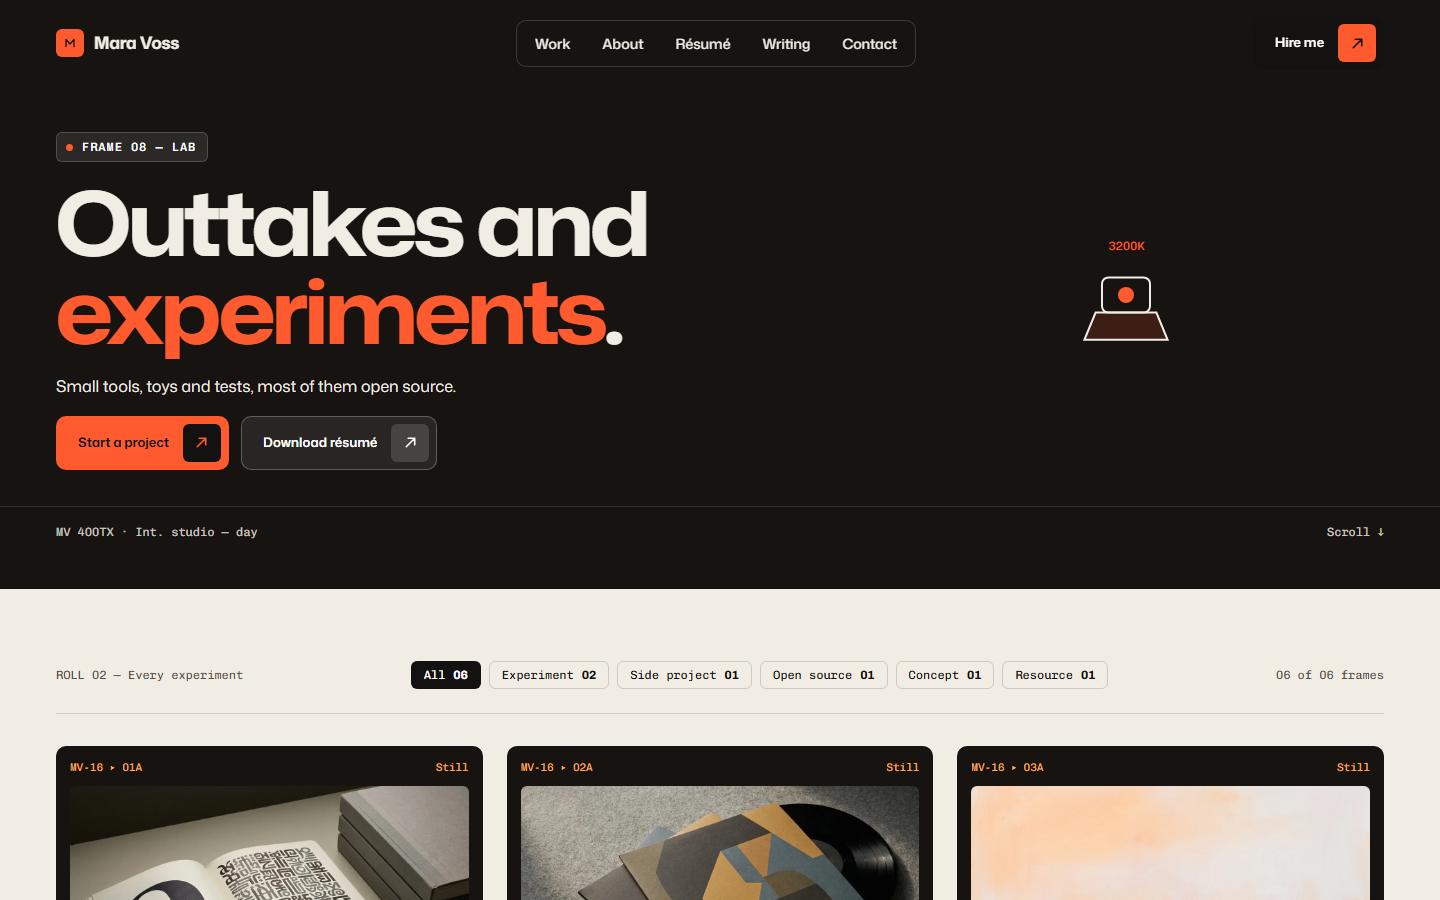 M Mara Voss
Work About Résumé Writing Contact
Hire me
FRAME 08 — LAB
Outtakes and
experiments.
3200K
Small tools, toys and tests, most of them open source.
Start a project
Download résumé
MV 400TX · Int. studio — day
Scroll ↓
ROLL 02 — Every experiment
All 06 Experiment 02 Side project 01 Open source 01 Concept 01 Resource 01
06 of 06 frames
MV-16 ▸ 01A Still
MV-16 ▸ 02A Still
MV-16 ▸ 03A Still